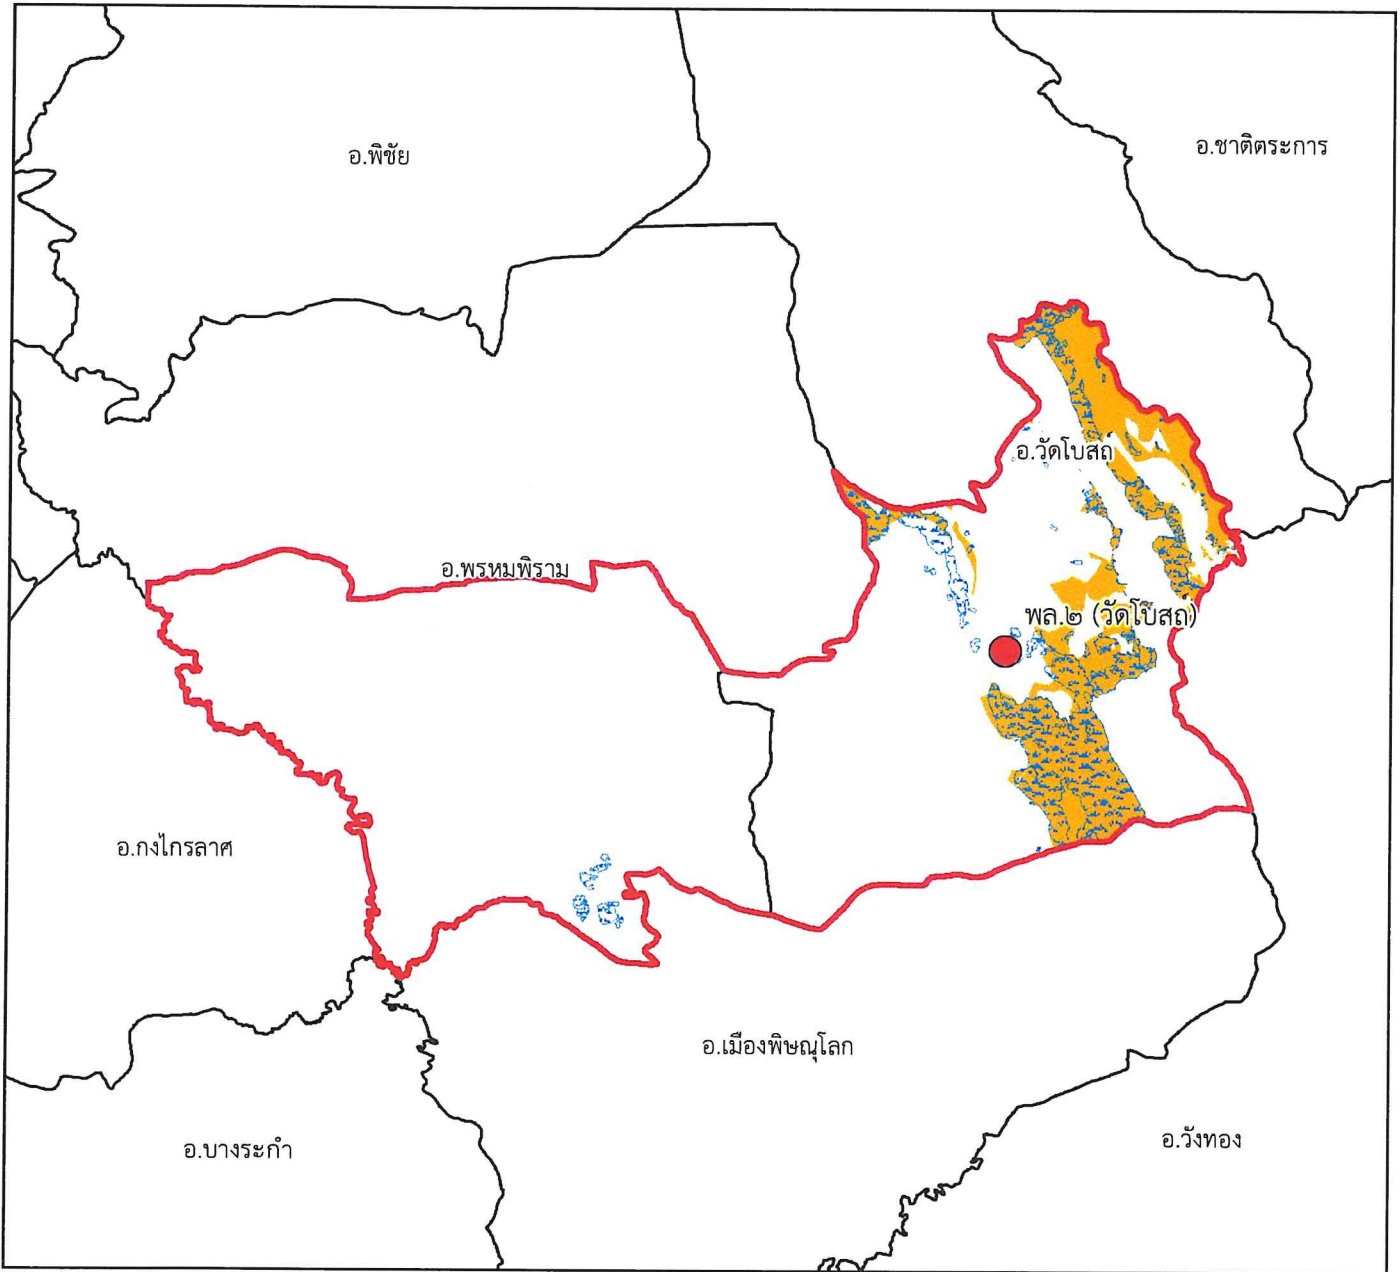 อ.พิชัย
อ.ชาติตระการ
อ.วัดโบสถ์
อ.พรหมพิราม
พล.๒ (วัดโบสถ์)
อ.กงไกรลาศ
อ.เมืองพิษณุโลก
อ.บางระกำ
อ.วังทอง